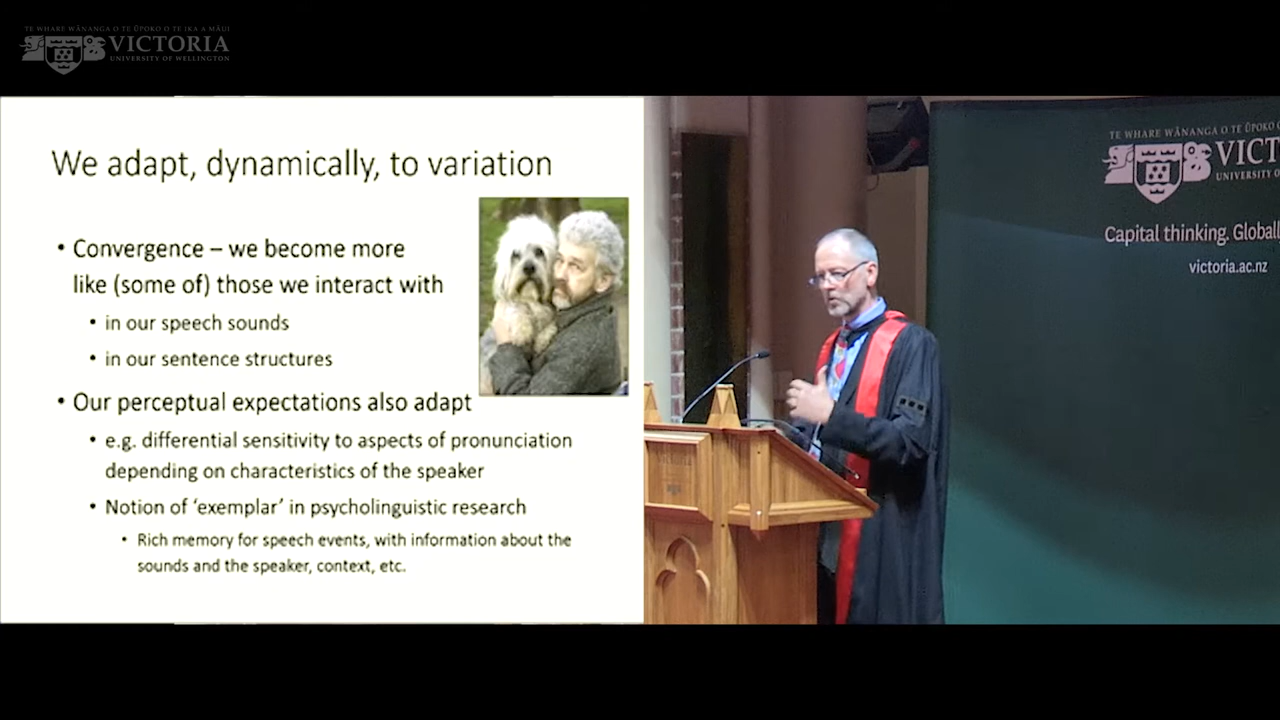 TE WHARE WĀNANGA O TE ŪPOKO O TE IKA A MĀUI
VICTORIA
UNIVERSITY OF WELLINGTON
We adapt, dynamically, to variation
• Convergence – we become more
like (some of) those we interact with
• in our speech sounds
• in our sentence structures
• Our perceptual expectations also adapt
• e.g. differential sensitivity to aspects of pronunciation
depending on characteristics of the speaker
• Notion of ‘exemplar’ in psycholinguistic research
• Rich memory for speech events, with information about the
sounds and the speaker, context, etc.
TE WHARE WĀNANGA O TE ŪPOKO O
VICT
UNIVERSITY OF
Capital thinking. Globall
victoria.ac.nz